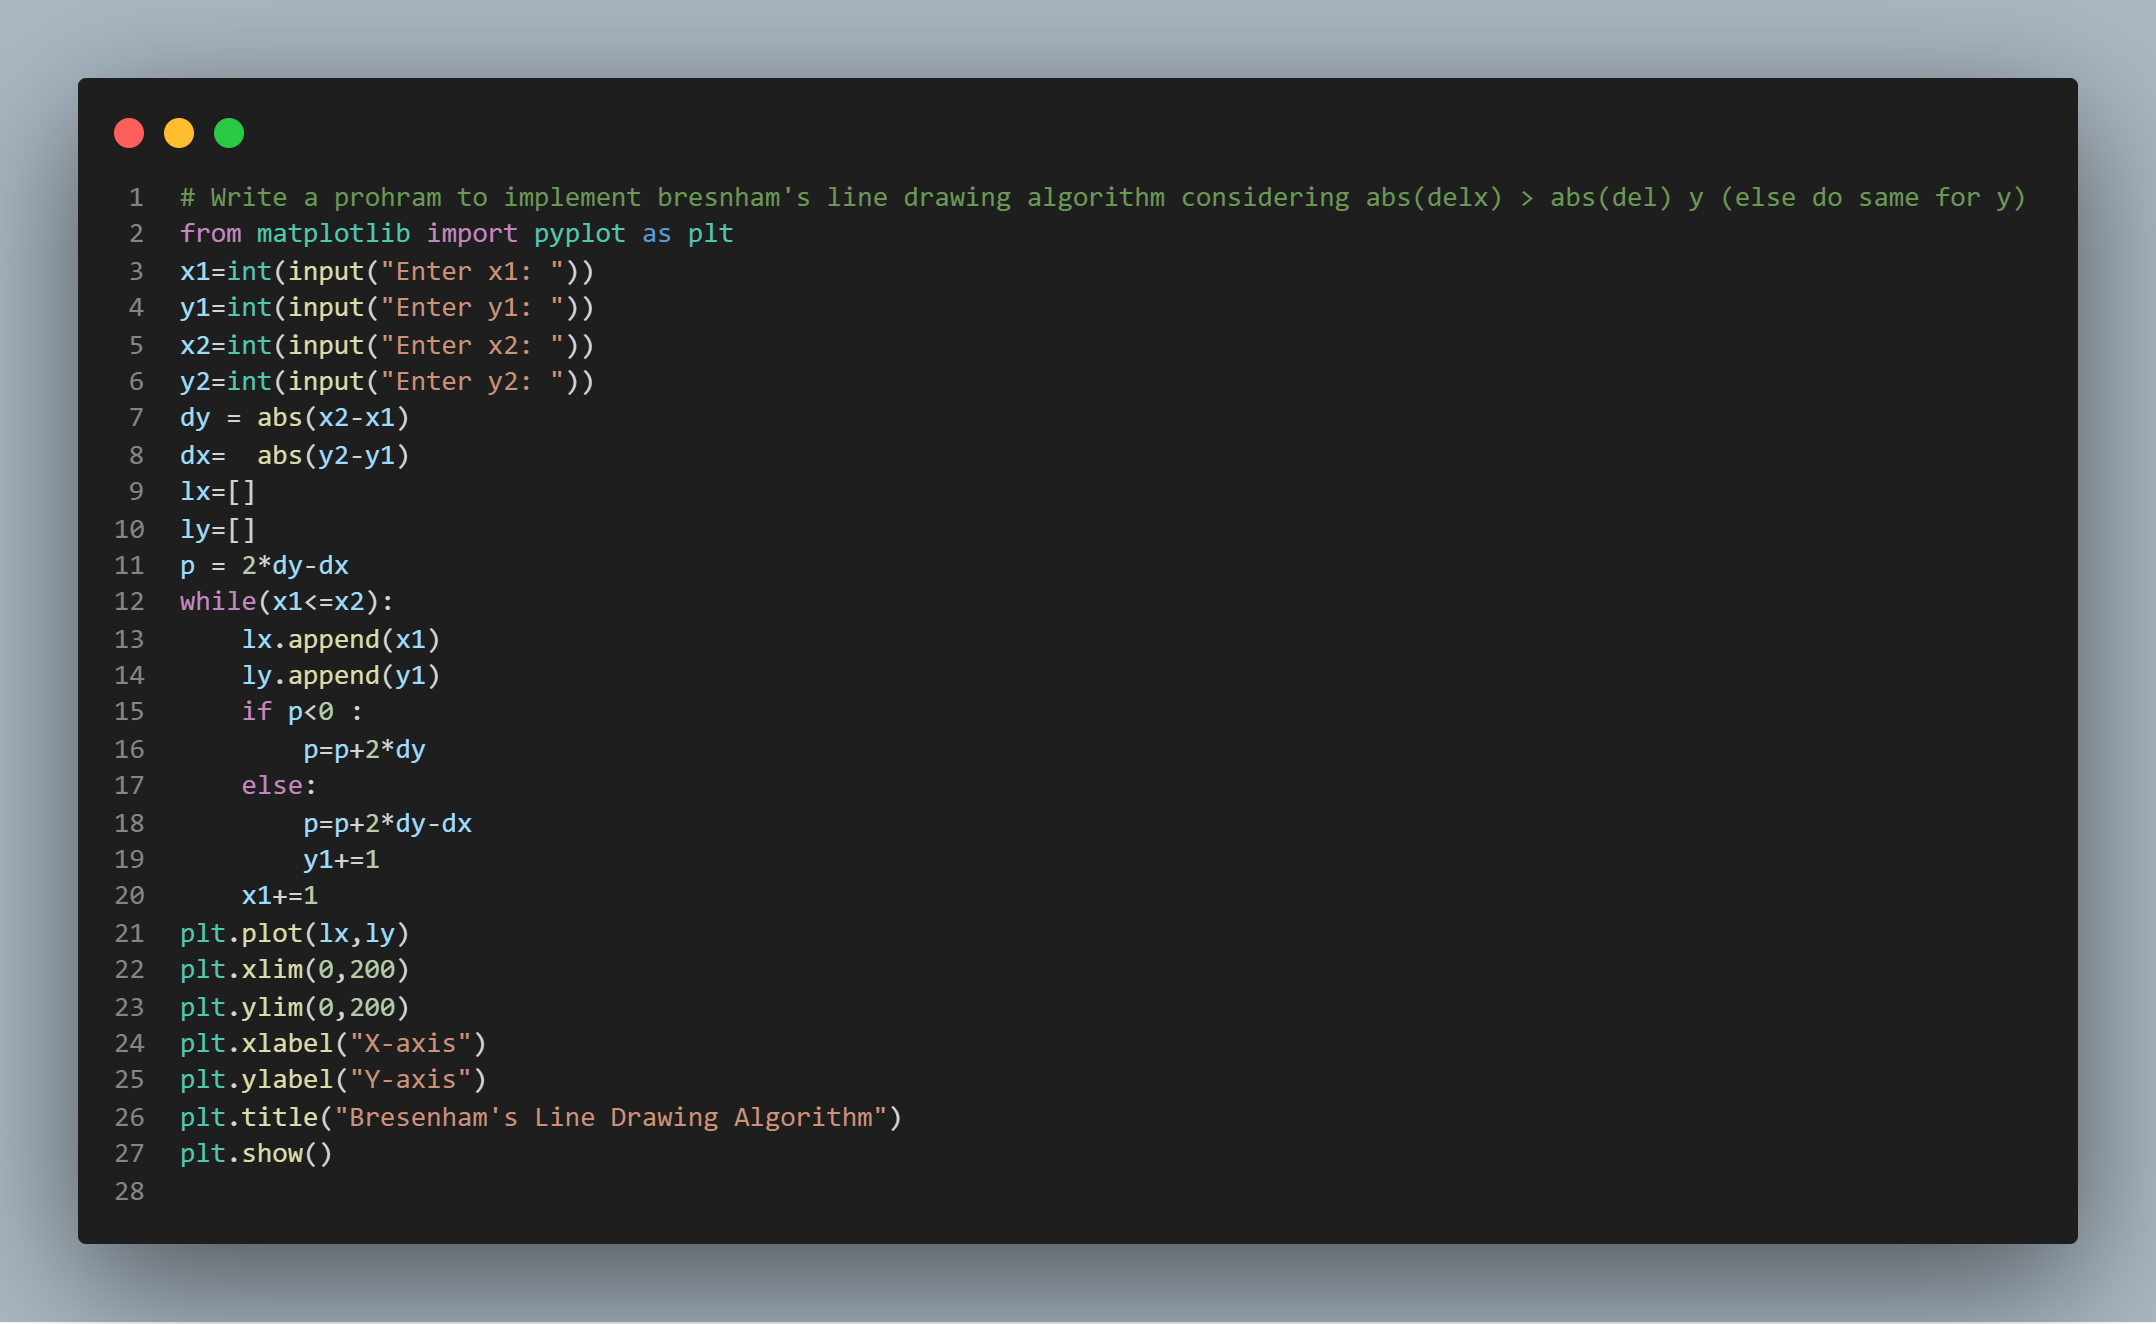 1 # Write a prohram to implement bresnham's line drawing algorithm considering abs(delx) > abs(del) y (else do same for y)
2 from matplotlib import pyplot as plt
3 x1=int(input("Enter x1: "))
4 y1=int(input("Enter y1: "))
5 x2=int(input("Enter x2: "))
6 y2=int(input("Enter y2: "))
7 dy = abs(x2-x1)
8 dx=  abs(y2-y1)
9 lx=[]
10 ly=[]
11 p = 2*dy-dx
12 while(x1<=x2):
13     lx.append(x1)
14     ly.append(y1)
15     if p<0 :
16         p=p+2*dy
17     else:
18         p=p+2*dy-dx
19         y1+=1
20     x1+=1
21 plt.plot(lx,ly)
22 plt.xlim(0,200)
23 plt.ylim(0,200)
24 plt.xlabel("X-axis")
25 plt.ylabel("Y-axis")
26 plt.title("Bresenham's Line Drawing Algorithm")
27 plt.show()
28